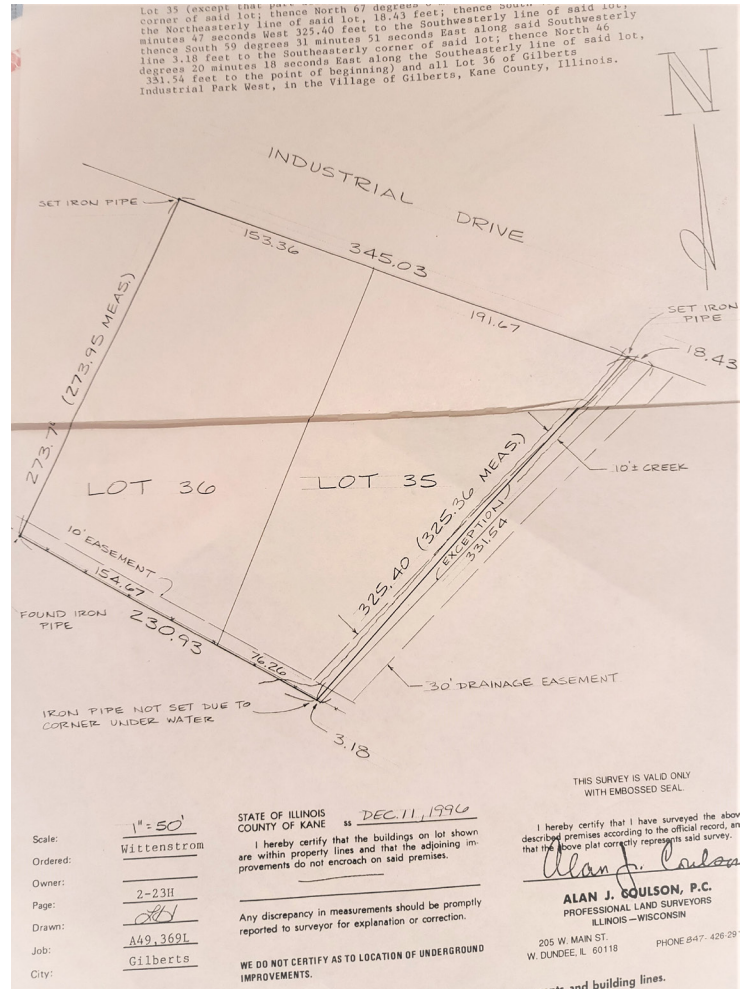 Lot 35 (except that
corner of said lot; thence North 67 degrees
the Northeasterly line of said lot, 18.43 feet; thence South
minutes 47 seconds West 325.40 feet to the Southwesterly line of said lot;
thence South 59 degrees 31 minutes 51 seconds East along said Southwesterly
line 3.18 feet to the Southeasterly corner of said lot; thence North 46
degrees 20 minutes 18 seconds East along the Southeasterly line of said lot,
331.54 feet to the point of beginning) and all Lot 36 of Gilberts
Industrial Park West, in the Village of Gilberts, Kane County, Illinois.
N
INDUSTRIAL DRIVE
SET IRON PIPE
153.36
345.03
191.67
SET IRON
PIPE
18.43
(273.95 MEAS.)
10'± CREEK
LOT 36
LOT 35
325.40 (325.36 MEAS.)
(EXCEPTION)
331.54
10' EASEMENT
154.67
FOUND IRON
PIPE
230.93
76.26
30' DRAINAGE EASEMENT
IRON PIPE NOT SET DUE TO
CORNER UNDER WATER
3.18
Scale: 1" = 50'
Ordered: Wittenstrom
Owner:
Page: 2-23H
Drawn:
Job: A49,369L
City: Gilberts
STATE OF ILLINOIS
COUNTY OF KANE ss DEC. 11, 1996
I hereby certify that the buildings on lot shown
are within property lines and that the adjoining im-
provements do not encroach on said premises.
Any discrepancy in measurements should be promptly
reported to surveyor for explanation or correction.
WE DO NOT CERTIFY AS TO LOCATION OF UNDERGROUND
IMPROVEMENTS.
THIS SURVEY IS VALID ONLY
WITH EMBOSSED SEAL.
I hereby certify that I have surveyed the abov
described premises according to the official record, an
that the above plat correctly represents said survey.
Alan J. Coulson
ALAN J. COULSON, P.C.
PROFESSIONAL LAND SURVEYORS
ILLINOIS—WISCONSIN
205 W. MAIN ST.
W. DUNDEE, IL 60118
PHONE 847-426-29
and building lines.